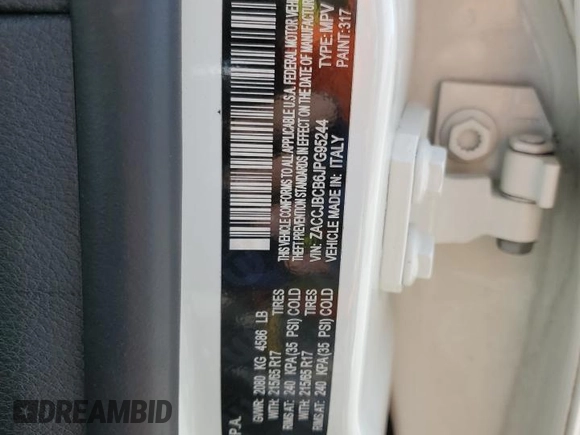 P.A.
GVWR: 2080 KG 4586 LB
WITH: 215/65 R17 TIRES
RIMS AT: 240 KPA(35 PSI) COLD
WITH: 215/65 R17 TIRES
RIMS AT: 240 KPA(35 PSI) COLD
THIS VEHICLE CONFORMS TO ALL APPLICABLE U.S.A. FEDERAL MOTOR VEHI
THEFT PREVENTION STANDARDS IN EFFECT ON THE DATE OF MANUFACTUR
VIN: ZACCJBCB6JPG95244 TYPE: MPV
VEHICLE MADE IN: ITALY PAINT: 317
DREAMBID